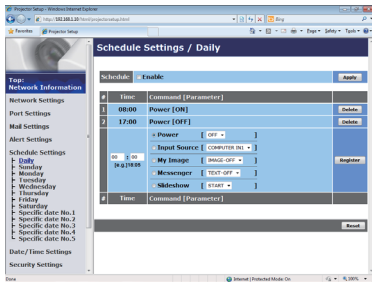 Projector Setup - Windows Internet Explorer
http://192.168.1.10/html/projectorsetup.html
Bing
Favorites
Projector Setup
Page
Safety
Tools
Schedule Settings / Daily
Top:
Network Information
Network Settings
Port Settings
Mail Settings
Alert Settings
Schedule Settings
Daily
Sunday
Monday
Tuesday
Wednesday
Thursday
Friday
Saturday
Specific date No.1
Specific date No.2
Specific date No.3
Specific date No.4
Specific date No.5
Date/Time Settings
Security Settings
Schedule Enable Apply
# Time Command [Parameter]
1 08:00 Power [ON] Delete
2 17:00 Power [OFF] Delete
Power [ OFF ]
Input Source [ COMPUTER IN1 ]
00 : 00 My Image [ IMAGE-OFF ] Register
[e.g.]18:05
Messenger [ TEXT-OFF ]
Slideshow [ START ]
# Time Command [Parameter]
Reset
Done
Internet | Protected Mode: On
100%